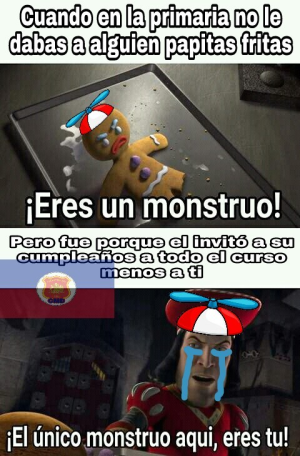 Cuando en la primaria no le
dabas a alguien papitas fritas
¡Eres un monstruo!
Pero fue porque el invitó a su
cumpleaños a todo el curso
menos a ti
¡El único monstruo aqui, eres tu!